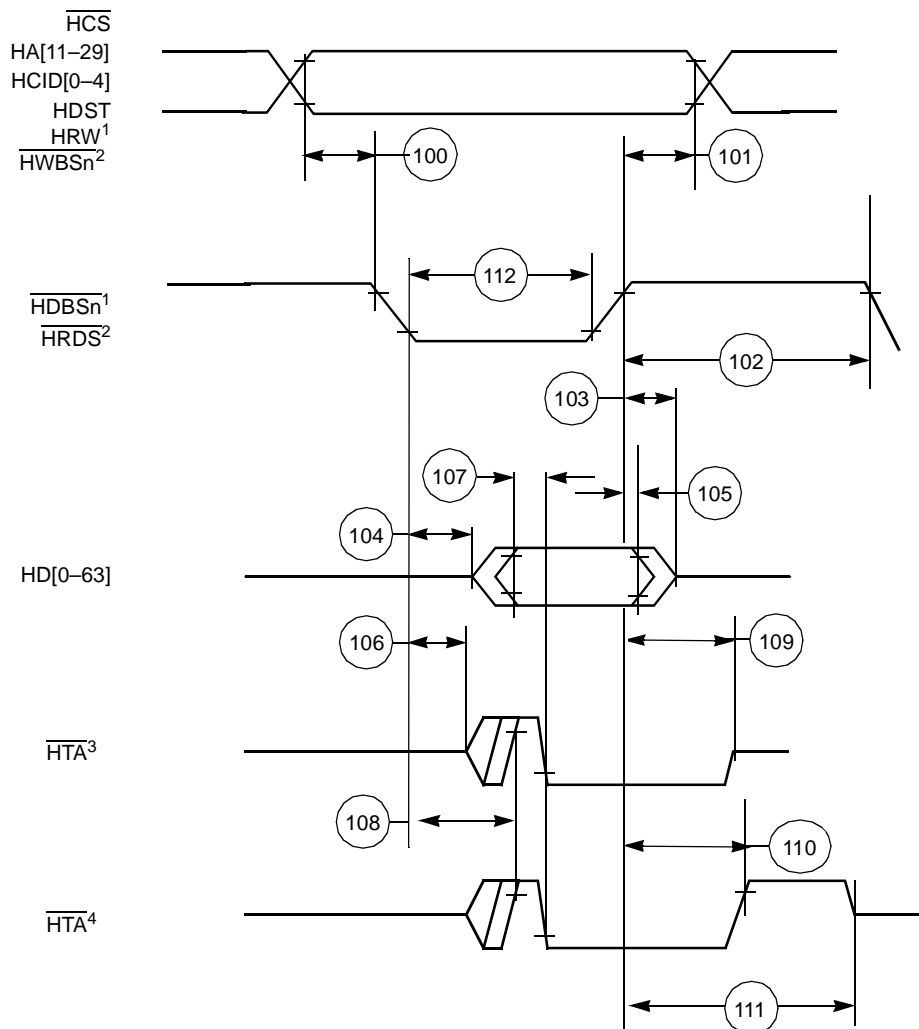 HCS
HA[11–29]
HCID[0–4]
HDST
HRW1
HWBSn2
100
101
112
HDBSn1
HRDS2
102
103
107
105
104
HD[0–63]
106
109
HTA3
108
110
HTA4
111